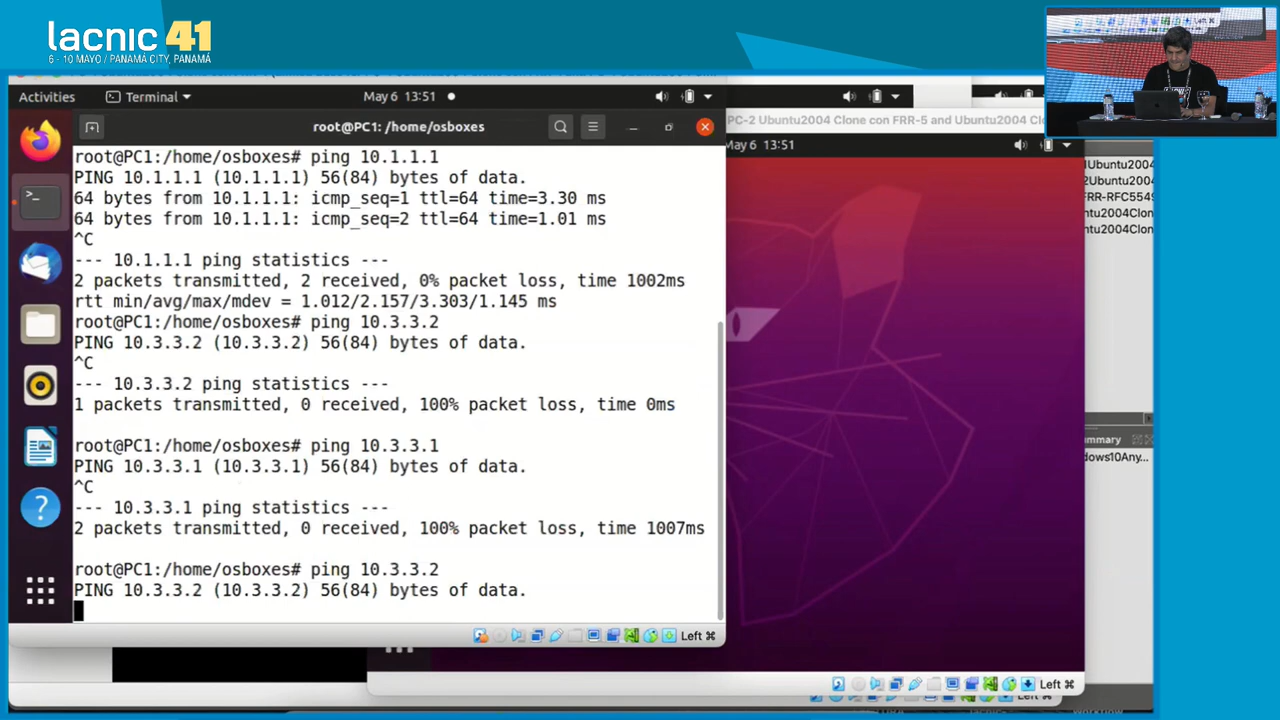 lacnic 41
6 - 10 MAYO / PANAMÁ CITY, PANAMÁ
Activities
Terminal
May 6 13:51
root@PC1: /home/osboxes
root@PC1:/home/osboxes# ping 10.1.1.1
PING 10.1.1.1 (10.1.1.1) 56(84) bytes of data.
64 bytes from 10.1.1.1: icmp_seq=1 ttl=64 time=3.30 ms
64 bytes from 10.1.1.1: icmp_seq=2 ttl=64 time=1.01 ms
^C
--- 10.1.1.1 ping statistics ---
2 packets transmitted, 2 received, 0% packet loss, time 1002ms
rtt min/avg/max/mdev = 1.012/2.157/3.303/1.145 ms
root@PC1:/home/osboxes# ping 10.3.3.2
PING 10.3.3.2 (10.3.3.2) 56(84) bytes of data.
^C
--- 10.3.3.2 ping statistics ---
1 packets transmitted, 0 received, 100% packet loss, time 0ms
root@PC1:/home/osboxes# ping 10.3.3.1
PING 10.3.3.1 (10.3.3.1) 56(84) bytes of data.
^C
--- 10.3.3.1 ping statistics ---
2 packets transmitted, 0 received, 100% packet loss, time 1007ms
root@PC1:/home/osboxes# ping 10.3.3.2
PING 10.3.3.2 (10.3.3.2) 56(84) bytes of data.
Left ⌘
PC-2 Ubuntu2004 Clone con FRR-5 and Ubuntu2004 Clo
May 6 13:51
1Ubuntu2004
2Ubuntu2004
FRR-RFC5549
ntu2004Clon
ntu2004Clon
ummary
dows10Any...
Left ⌘